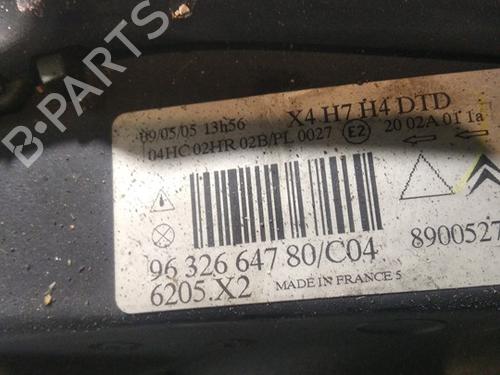 B-PARTS
X4 H7 H4 DTD
09/05/05 13h56
04HC 02HR 02B/PL 0027 E2 20 02A 01 1a
96 326 647 80/C04
8900527
6205.X2
MADE IN FRANCE 5